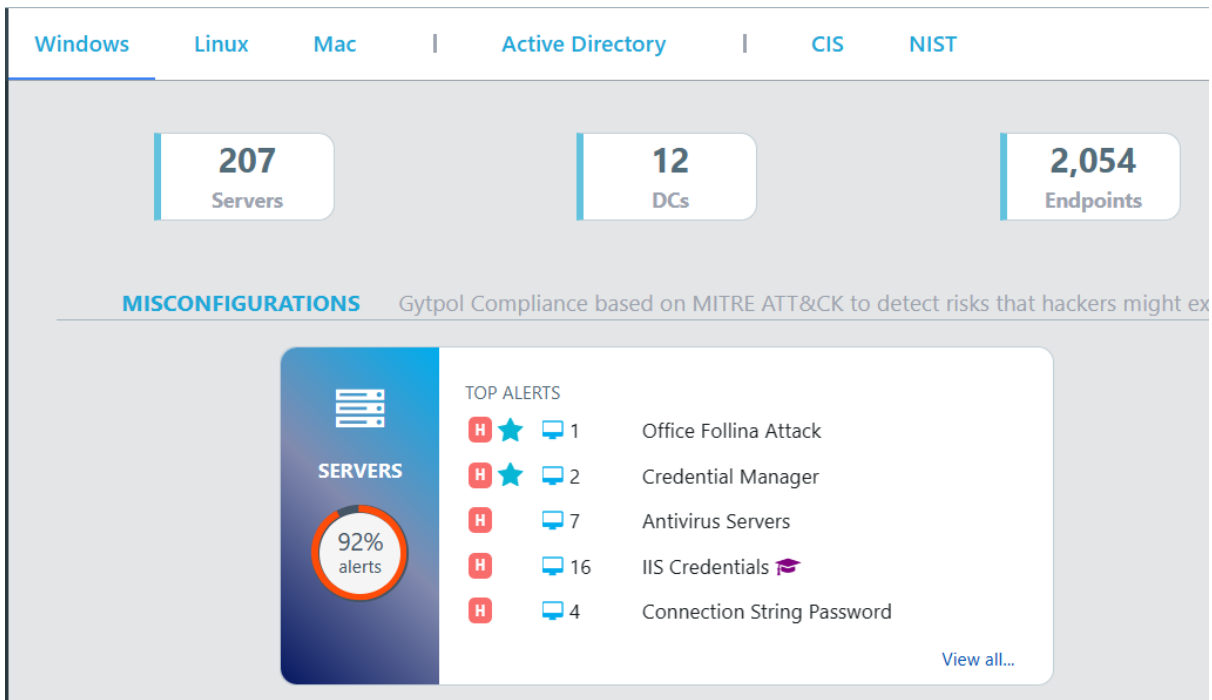 Windows Linux Mac | Active Directory | CIS NIST
207 12 2,054
Servers DCs Endpoints
MISCONFIGURATIONS Gytpol Compliance based on MITRE ATT&CK to detect risks that hackers might ex
TOP ALERTS
H 1 Office Follina Attack
H 2 Credential Manager
H 7 Antivirus Servers
H 16 IIS Credentials
H 4 Connection String Password
View all...
SERVERS
92%
alerts